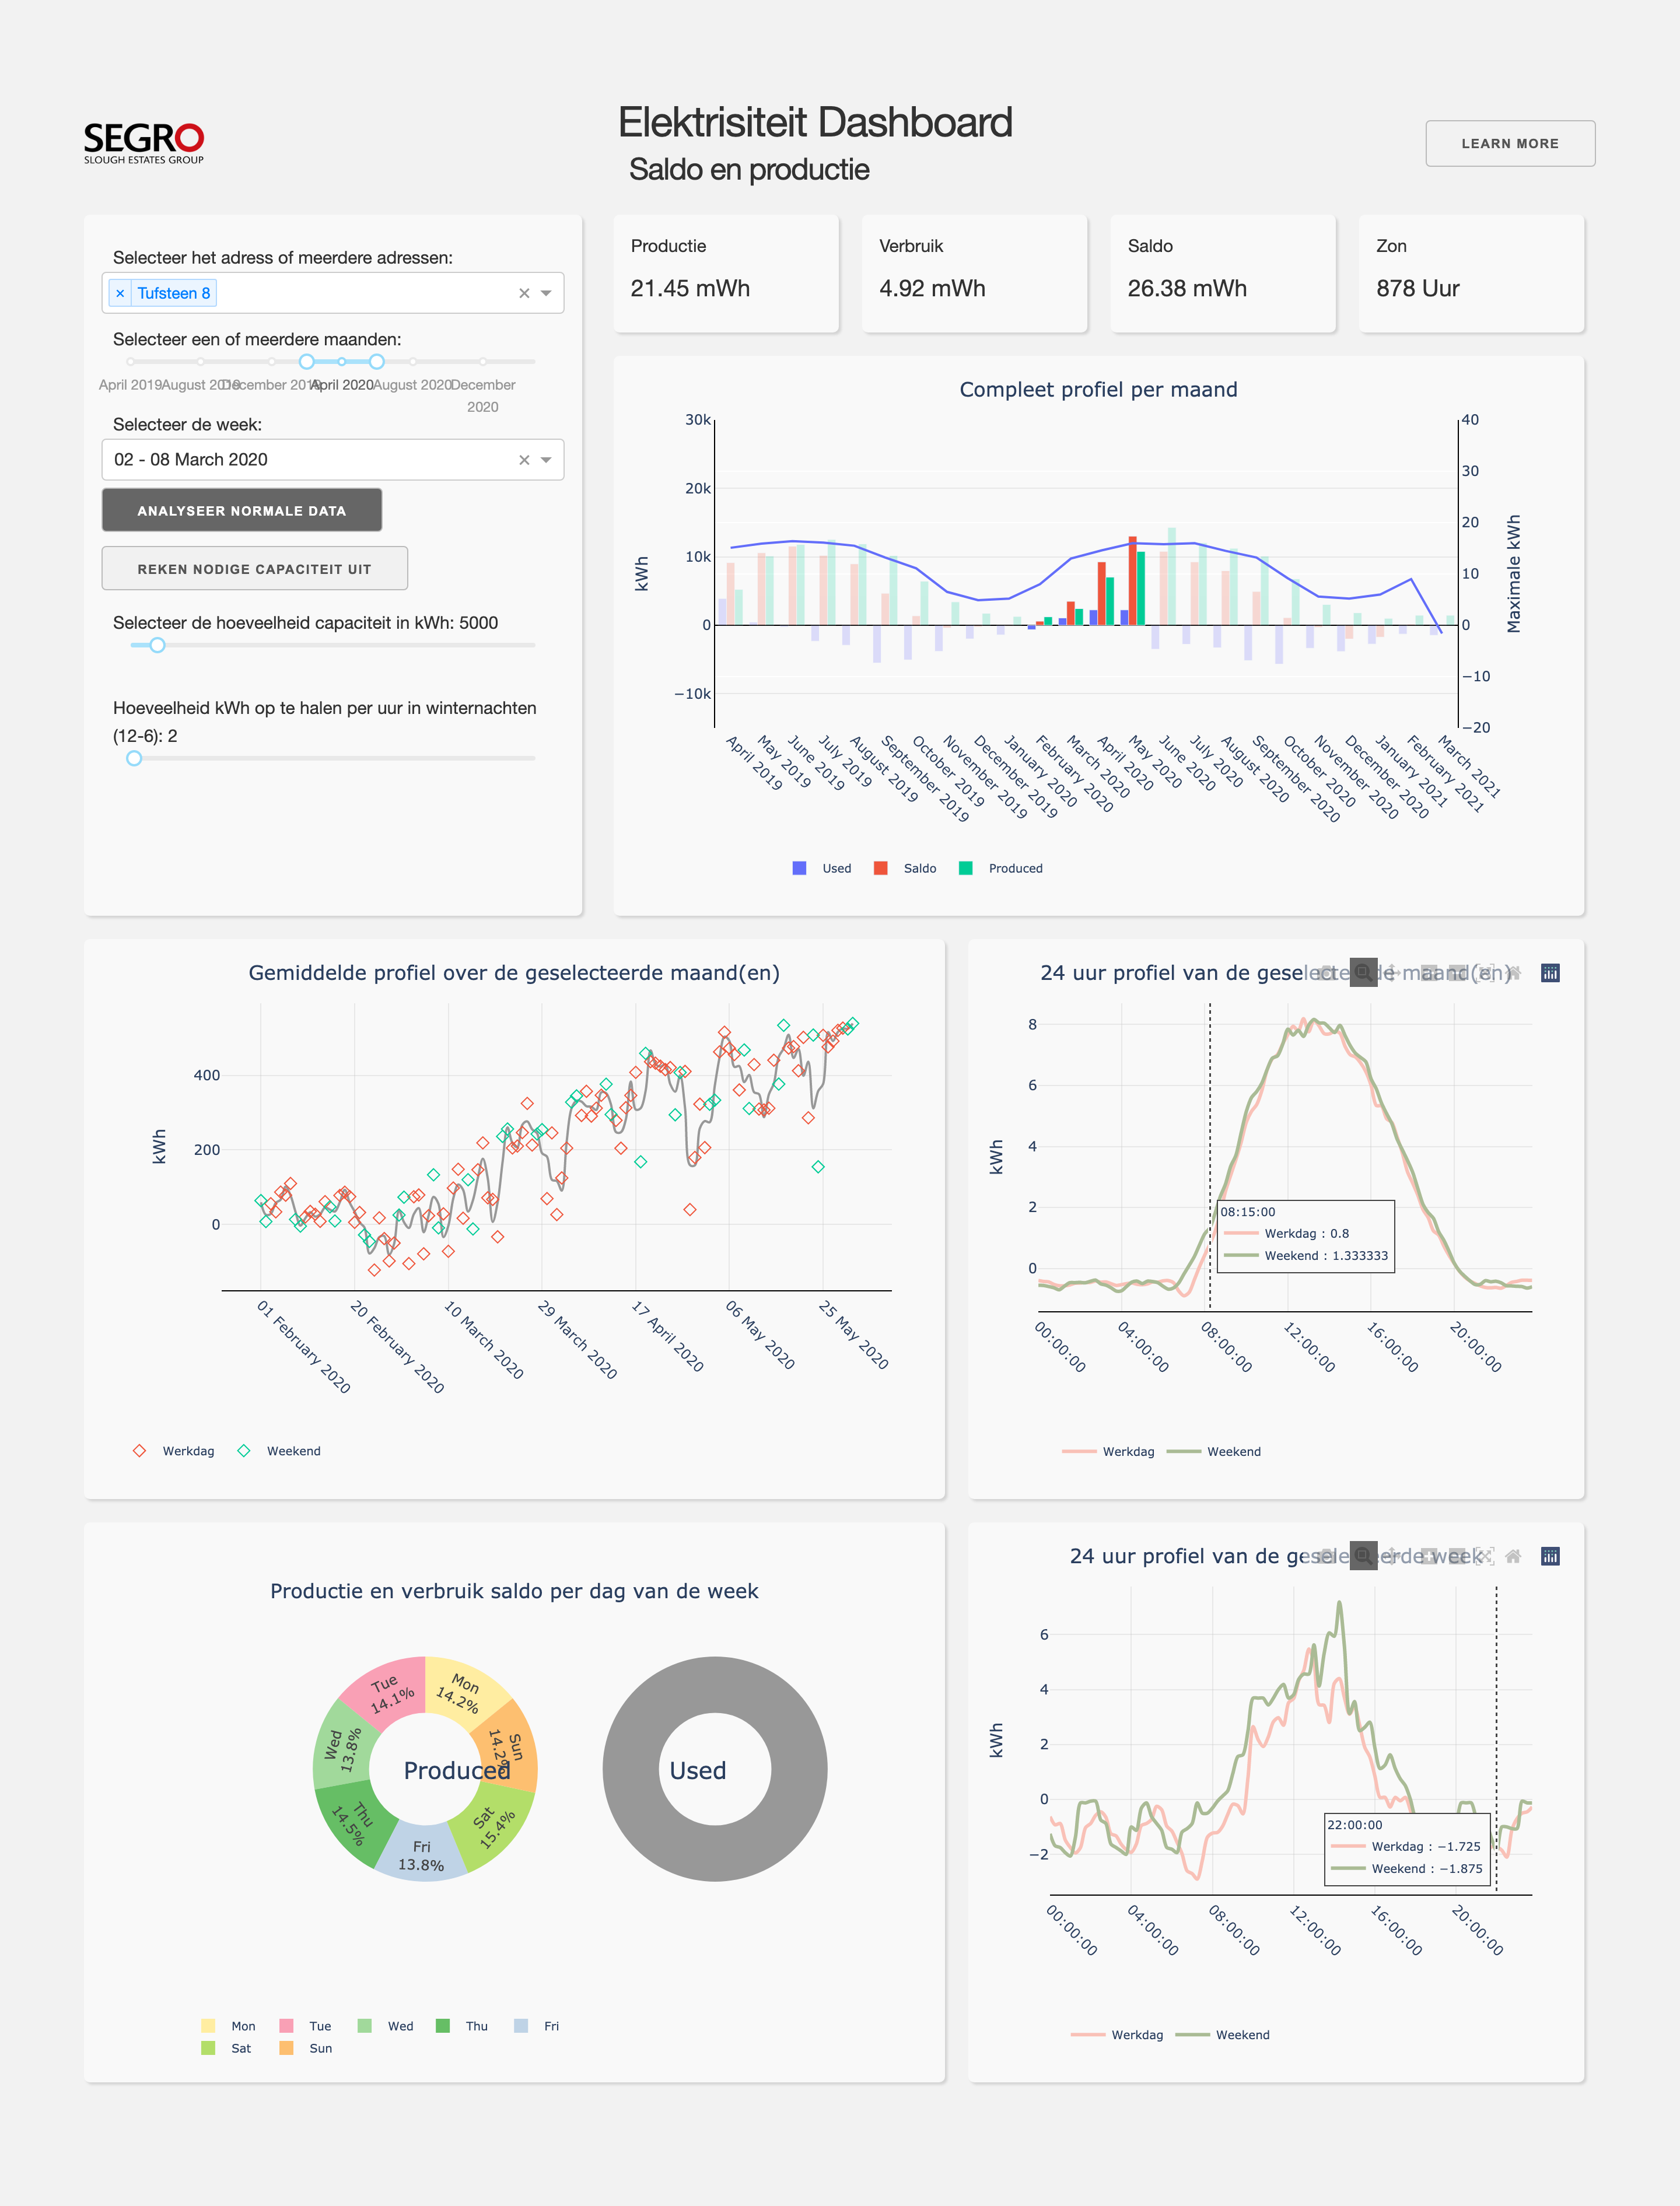 SEGRO
SLOUGH ESTATES GROUP
Elektrisiteit Dashboard
Saldo en productie
LEARN MORE
Selecteer het adress of meerdere adressen:
× Tufsteen 8
Selecteer een of meerdere maanden:
April 2019 August 2019 December 2019 April 2020 August 2020 December 2020
Selecteer de week:
02 - 08 March 2020
ANALYSEER NORMALE DATA
REKEN NODIGE CAPACITEIT UIT
Selecteer de hoeveelheid capaciteit in kWh: 5000
Hoeveelheid kWh op te halen per uur in winternachten
(12-6): 2
Productie
21.45 mWh
Verbruik
4.92 mWh
Saldo
26.38 mWh
Zon
878 Uur
Compleet profiel per maand
30k
20k
10k
0
−10k
kWh
40
30
20
10
0
−10
−20
Maximale kWh
April 2019
May 2019
June 2019
July 2019
August 2019
September 2019
October 2019
November 2019
December 2019
January 2020
February 2020
March 2020
April 2020
May 2020
June 2020
July 2020
August 2020
September 2020
October 2020
November 2020
December 2020
January 2021
February 2021
March 2021
Used Saldo Produced
Gemiddelde profiel over de geselecteerde maand(en)
400
200
0
kWh
01 February 2020
20 February 2020
10 March 2020
29 March 2020
17 April 2020
06 May 2020
25 May 2020
Werkdag Weekend
24 uur profiel van de geselecteerde maand(en)
8
6
4
2
0
kWh
08:15:00
Werkdag : 0.8
Weekend : 1.333333
00:00:00
04:00:00
08:00:00
12:00:00
16:00:00
20:00:00
Werkdag Weekend
Productie en verbruik saldo per dag van de week
Mon
14.2%
Sun
14.2%
Sat
15.4%
Fri
13.8%
Thu
14.5%
Wed
13.8%
Tue
14.1%
Produced
Used
Mon Tue Wed Thu Fri
Sat Sun
24 uur profiel van de geselecteerde week
6
4
2
0
−2
kWh
22:00:00
Werkdag : −1.725
Weekend : −1.875
00:00:00
04:00:00
08:00:00
12:00:00
16:00:00
20:00:00
Werkdag Weekend